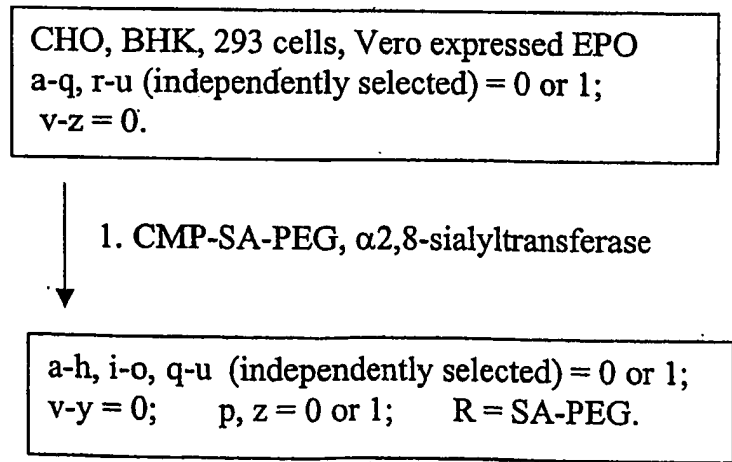 CHO, BHK, 293 cells, Vero expressed EPO
a-q, r-u (independently selected) = 0 or 1;
v-z = 0.
1. CMP-SA-PEG, α2,8-sialyltransferase
a-h, i-o, q-u (independently selected) = 0 or 1;
v-y = 0; p, z = 0 or 1; R = SA-PEG.